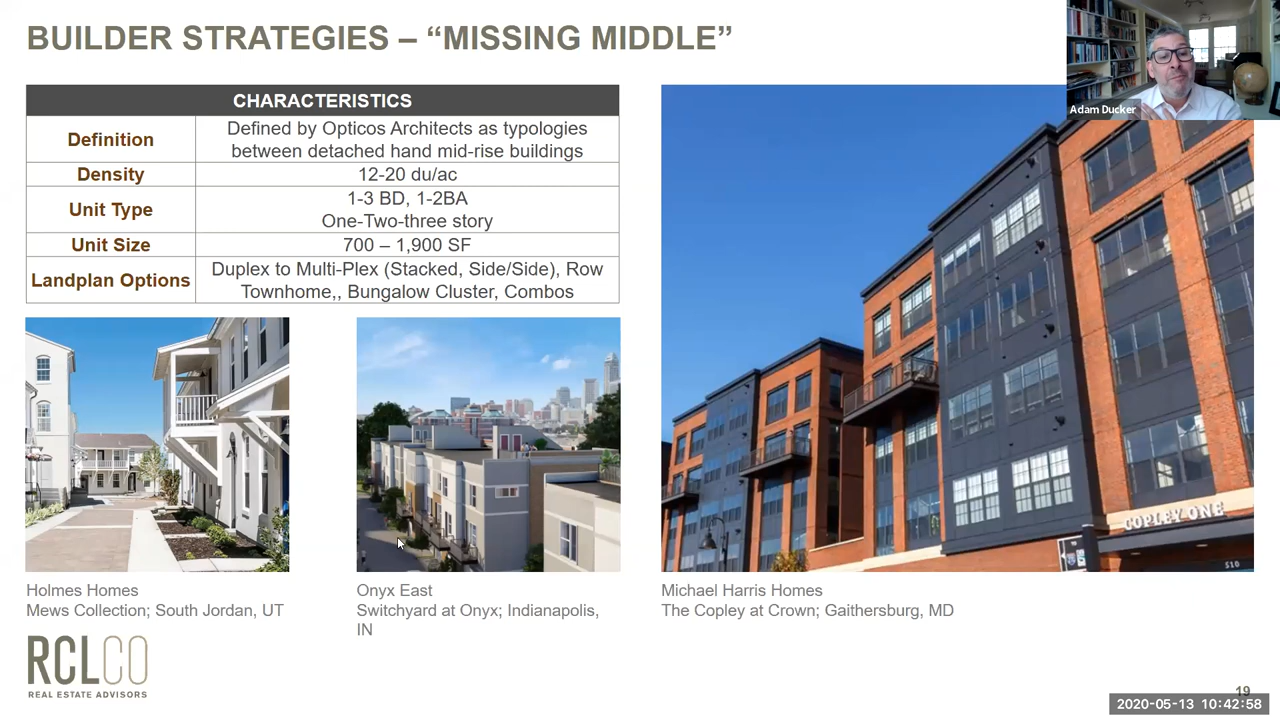 BUILDER STRATEGIES – “MISSING MIDDLE”
Adam Ducker
CHARACTERISTICS
Definition
Defined by Opticos Architects as typologies
between detached hand mid-rise buildings
Density
12-20 du/ac
Unit Type
1-3 BD, 1-2BA
One-Two-three story
Unit Size
700 – 1,900 SF
Landplan Options
Duplex to Multi-Plex (Stacked, Side/Side), Row
Townhome,, Bungalow Cluster, Combos
COPLEY ONE
510
Holmes Homes
Mews Collection; South Jordan, UT
Onyx East
Switchyard at Onyx; Indianapolis,
IN
Michael Harris Homes
The Copley at Crown; Gaithersburg, MD
RCLCO
REAL ESTATE ADVISORS
19
2020-05-13 10:42:58